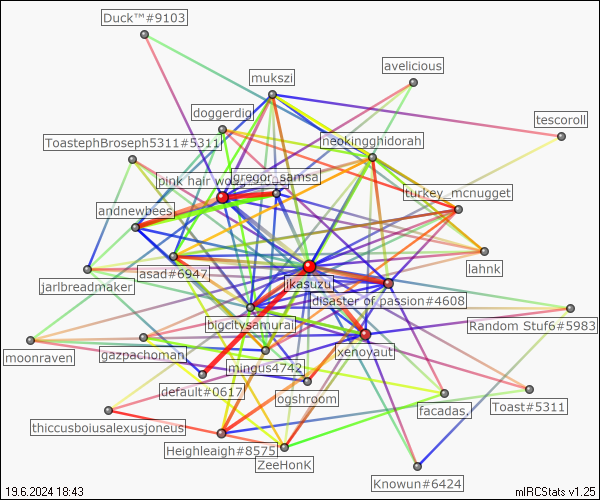 Duck™#9103
avelicious
mukszi
doggerdig
tescoroll
ToastephBroseph5311#5311
neokingghidorah
pink hair wo
gregor_samsa
turkey_mcnugget
andnewbees
lahnk
asad#6947
jarlbreadmaker
jikasuzu
disaster of passion#4608
bigcitysamurai
Random Stuf6#5983
moonraven
gazpachoman
xenoyaut
mingus4742
default#0617
ogshroom
facadas,
Toast#5311
thiccusboiusalexusjoneus
Heighleaigh#8575
ZeeHonK
Knowun#6424
19.6.2024 18:43
mIRCStats v1.25